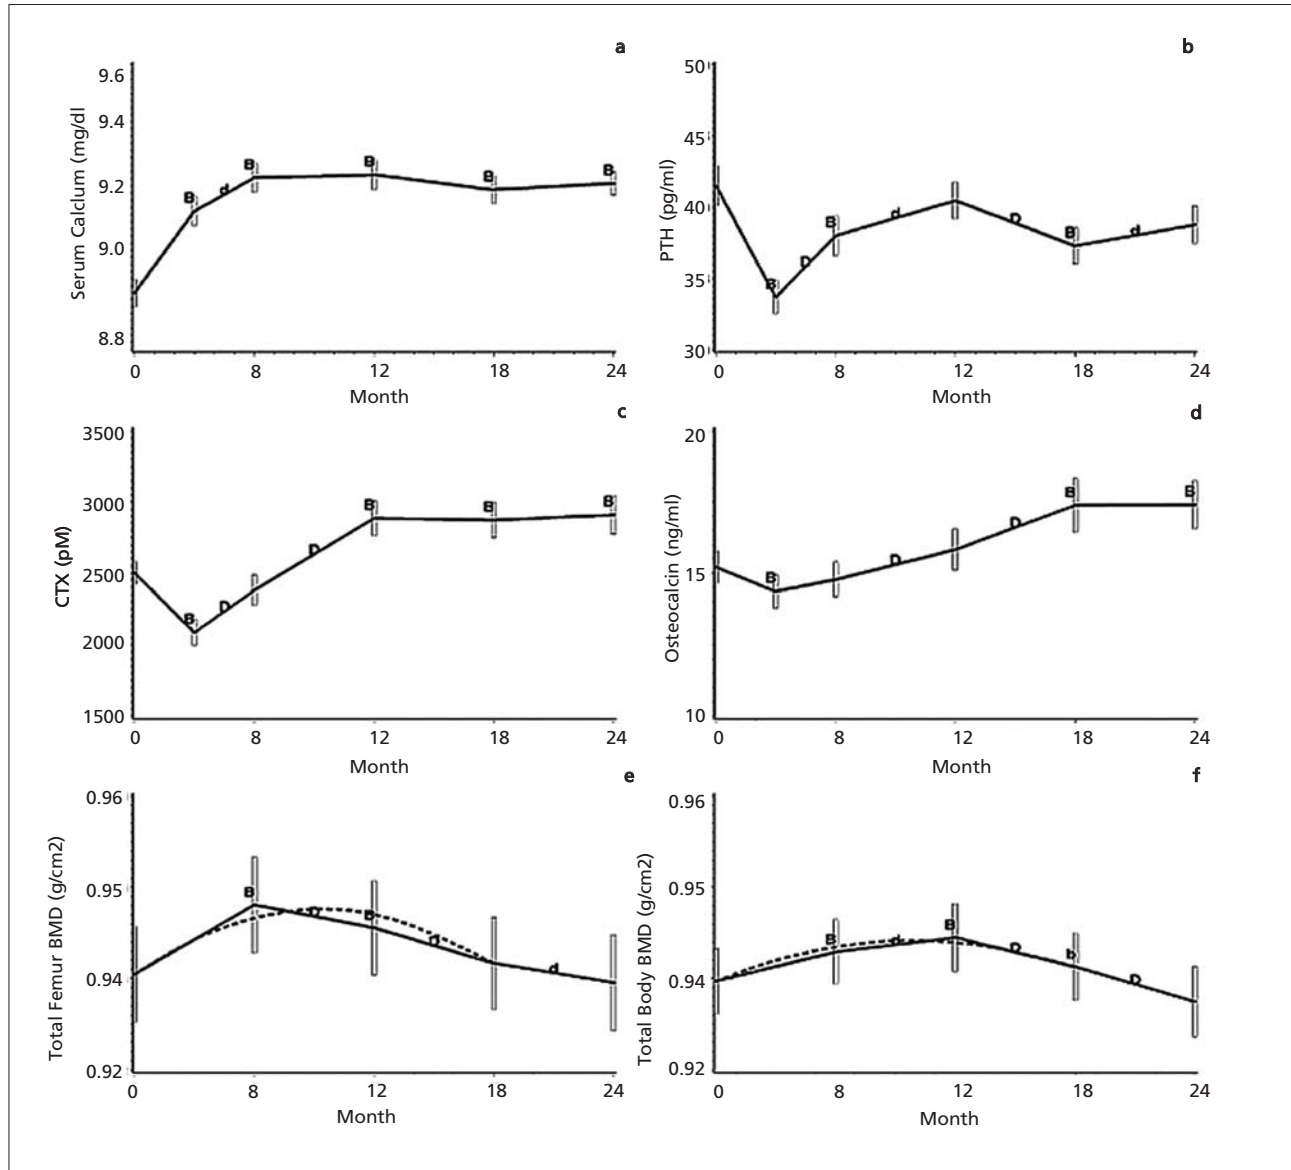 a
Serum Calclum (mg/dl
9.6
9.4
9.2
9.0
8.8
B
d
B
B
B
B
0 8 12 18 24
Month
b
PTH (pg/ml)
50
45
40
35
30
B
D
B
d
D
B
d
0 8 12 18 24
Month
c
CTX (pM)
3500
3000
2500
2000
1500
B
D
D
B
B
B
0 8 12 18 24
Month
d
Osteocalcin (ng/ml)
20
15
10
B
D
D
B
B
0 8 12 18 24
Month
e
Total Femur BMD (g/cm2)
0.96
0.95
0.94
0.92
B
D
B
D
d
0 8 12 18 24
Month
f
Total Body BMD (g/cm2)
0.96
0.95
0.94
0.92
B
d
B
D
b
D
0 8 12 18 24
Month